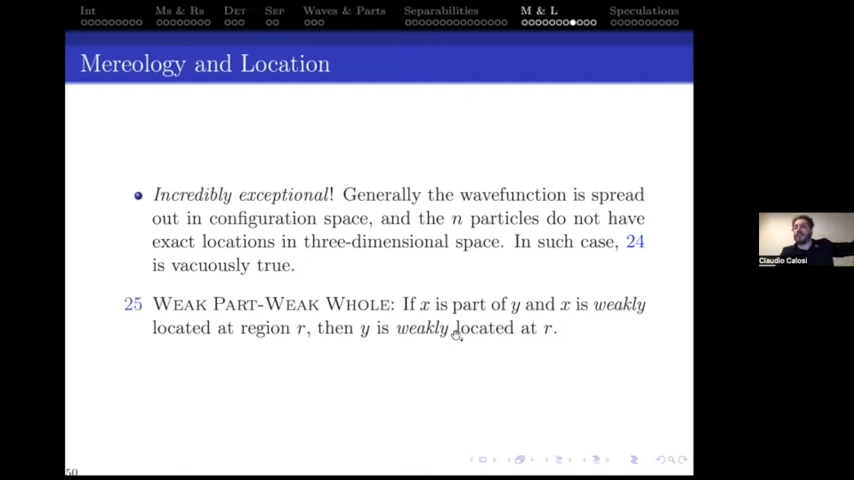 Int Ms & Rs Det Sep Waves & Parts Separabilities M & L Speculations
Mereology and Location
Incredibly exceptional! Generally the wavefunction is spread
out in configuration space, and the n particles do not have
exact locations in three-dimensional space. In such case, 24
is vacuously true.
25 Weak Part-Weak Whole: If x is part of y and x is weakly
located at region r, then y is weakly located at r.
Claudio Calosi
50